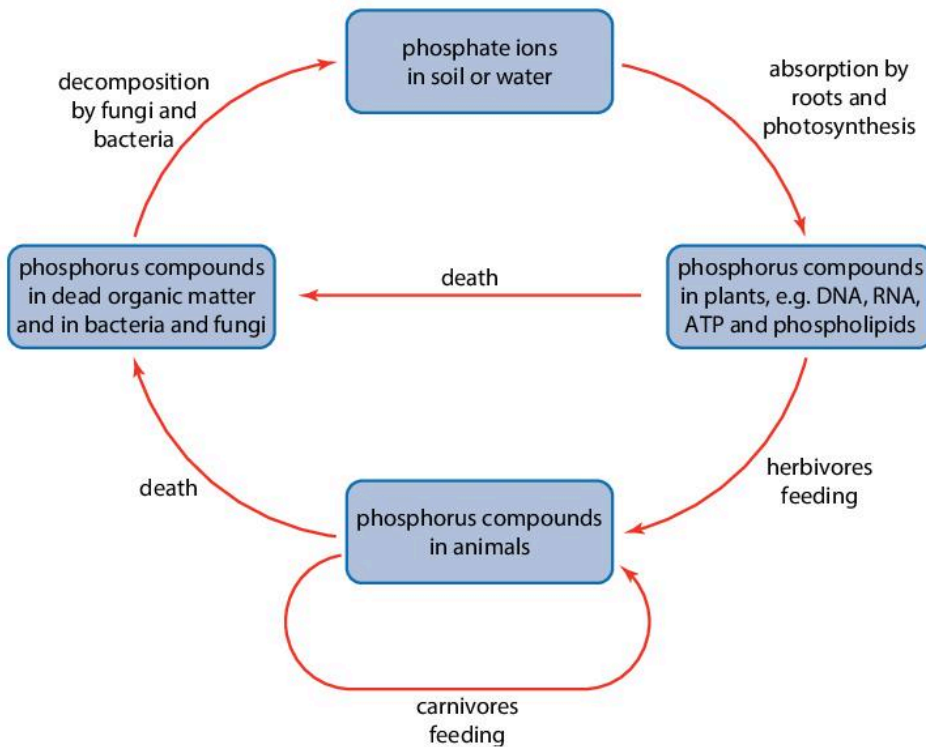 phosphate ions
in soil or water
decomposition
by fungi and
bacteria
absorption by
roots and
photosynthesis
phosphorus compounds
in dead organic matter
and in bacteria and fungi
death
phosphorus compounds
in plants, e.g. DNA, RNA,
ATP and phospholipids
death
herbivores
feeding
phosphorus compounds
in animals
carnivores
feeding